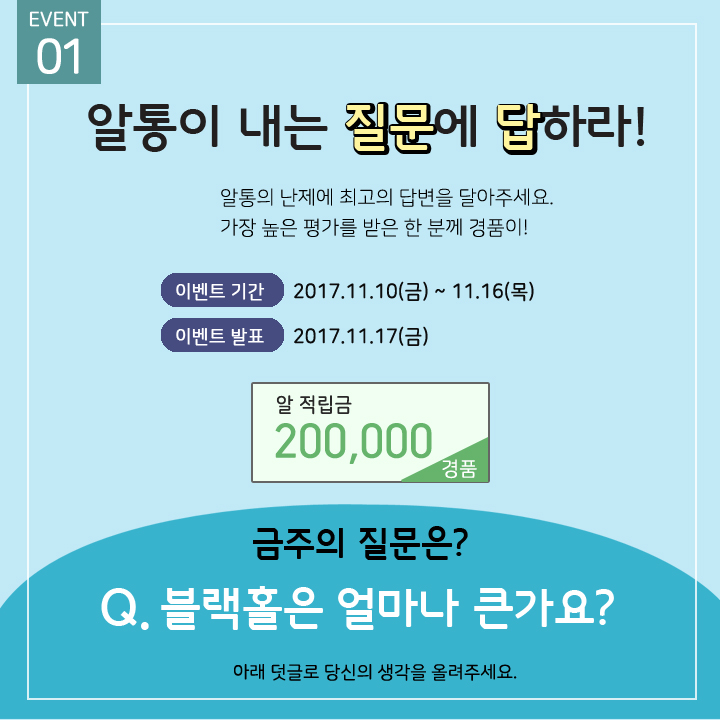 EVENT
01
알통이 내는 질문에 답하라!
알통의 난제에 최고의 답변을 달아주세요.
가장 높은 평가를 받은 한 분께 경품이!
이벤트 기간 2017.11.10(금) ~ 11.16(목)
이벤트 발표 2017.11.17(금)
알 적립금
200,000
경품
금주의 질문은?
Q. 블랙홀은 얼마나 큰가요?
아래 덧글로 당신의 생각을 올려주세요.